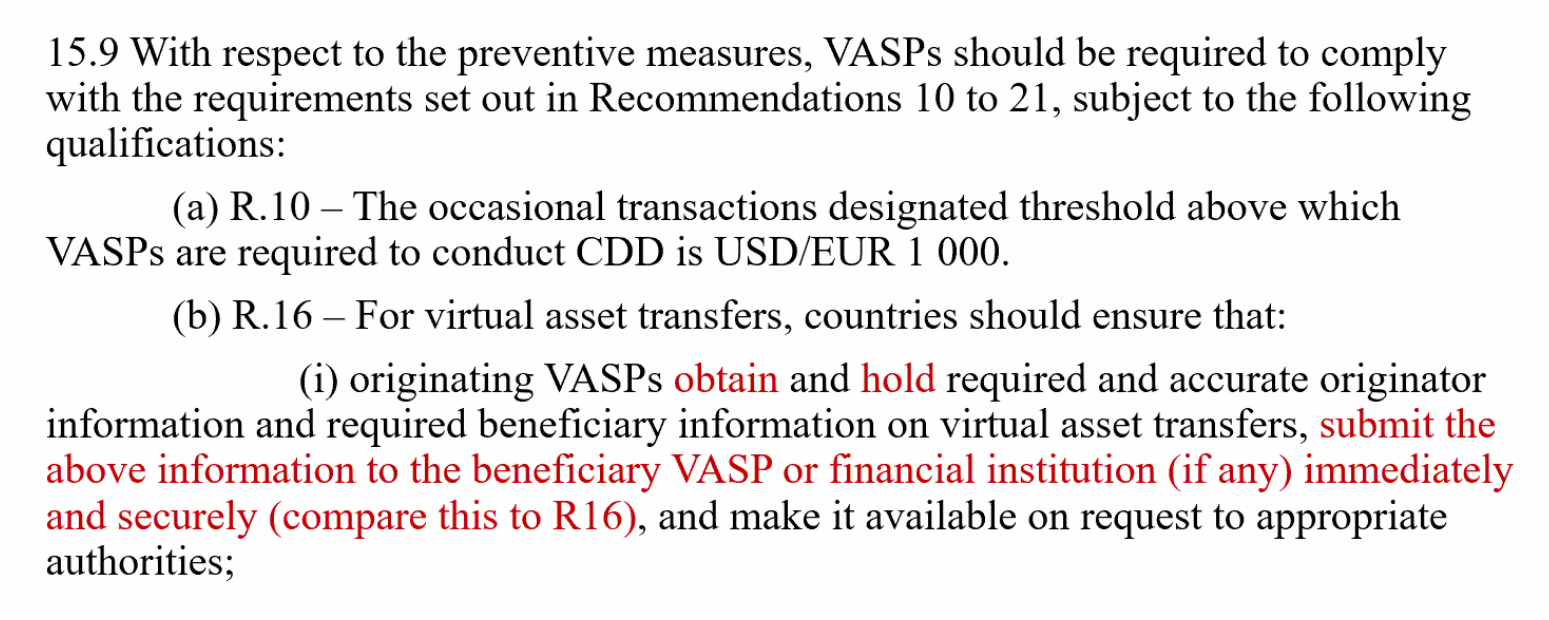 15.9 With respect to the preventive measures, VASPs should be required to comply
with the requirements set out in Recommendations 10 to 21, subject to the following
qualifications:
(a) R.10 – The occasional transactions designated threshold above which
VASPs are required to conduct CDD is USD/EUR 1 000.
(b) R.16 – For virtual asset transfers, countries should ensure that:
(i) originating VASPs obtain and hold required and accurate originator
information and required beneficiary information on virtual asset transfers, submit the
above information to the beneficiary VASP or financial institution (if any) immediately
and securely (compare this to R16), and make it available on request to appropriate
authorities;